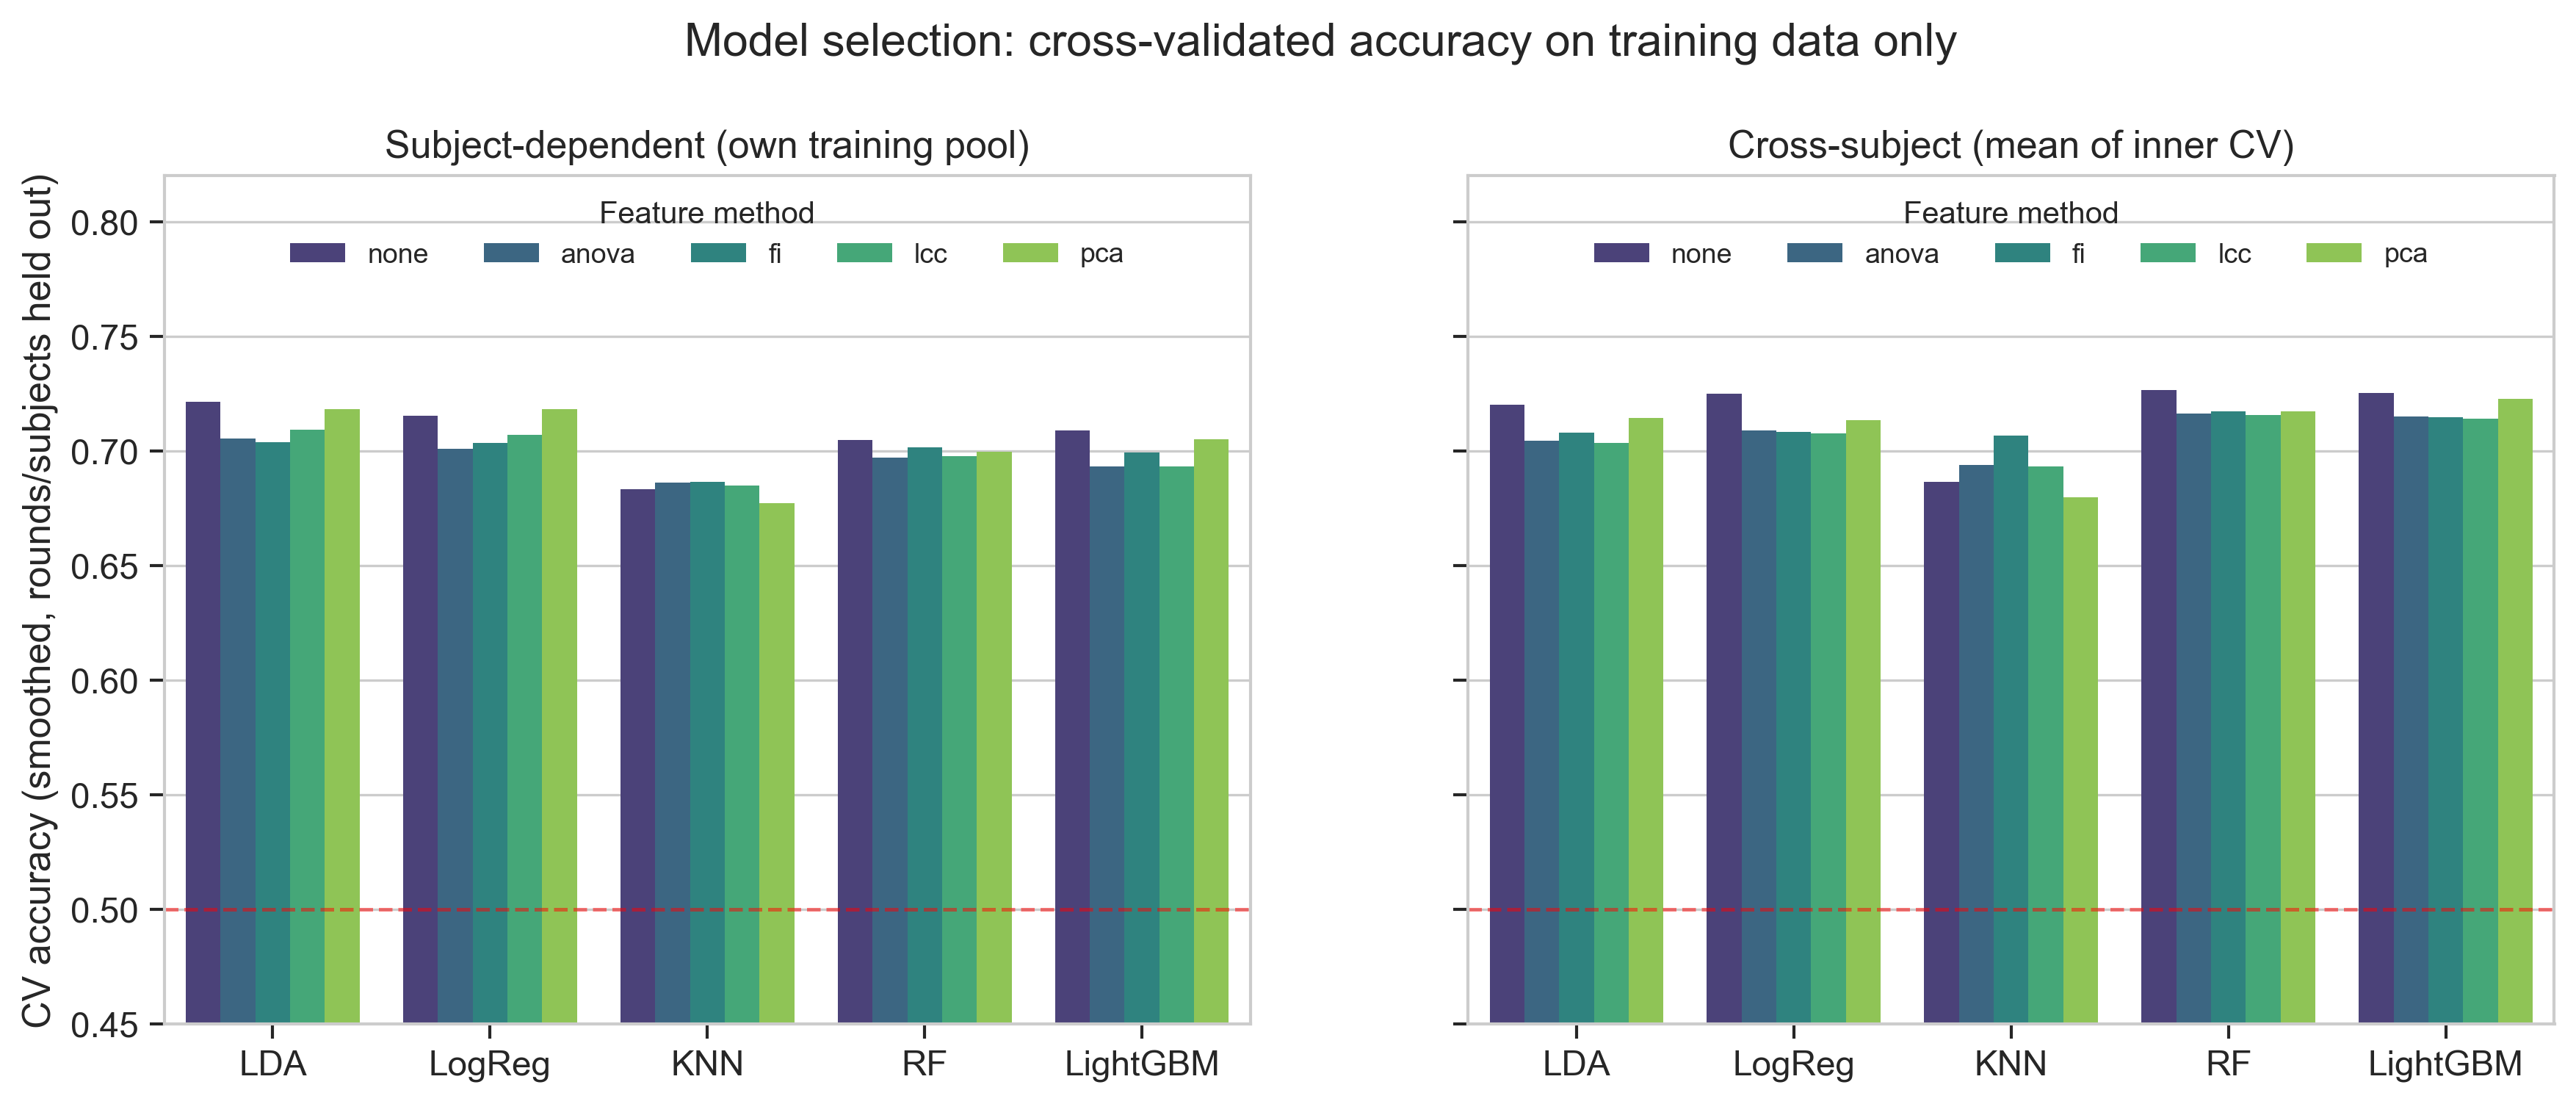 Model selection: cross-validated accuracy on training data only
Subject-dependent (own training pool)
Feature method
none anova fi lcc pca
CV accuracy (smoothed, rounds/subjects held out)
0.80
0.75
0.70
0.65
0.60
0.55
0.50
0.45
LDA LogReg KNN RF LightGBM
Cross-subject (mean of inner CV)
Feature method
none anova fi lcc pca
LDA LogReg KNN RF LightGBM